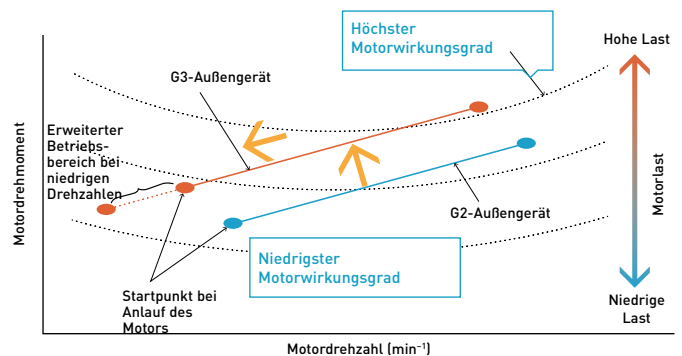 Höchster
Motorwirkungsgrad
Hohe Last
G3-Außengerät
Erweiterter
Betriebs-
bereich bei
niedrigen
Drehzahlen
Motordrehmoment
Motorlast
G2-Außengerät
Niedrigster
Motorwirkungsgrad
Startpunkt bei
Anlauf des
Motors
Niedrige
Last
Motordrehzahl (min⁻¹)